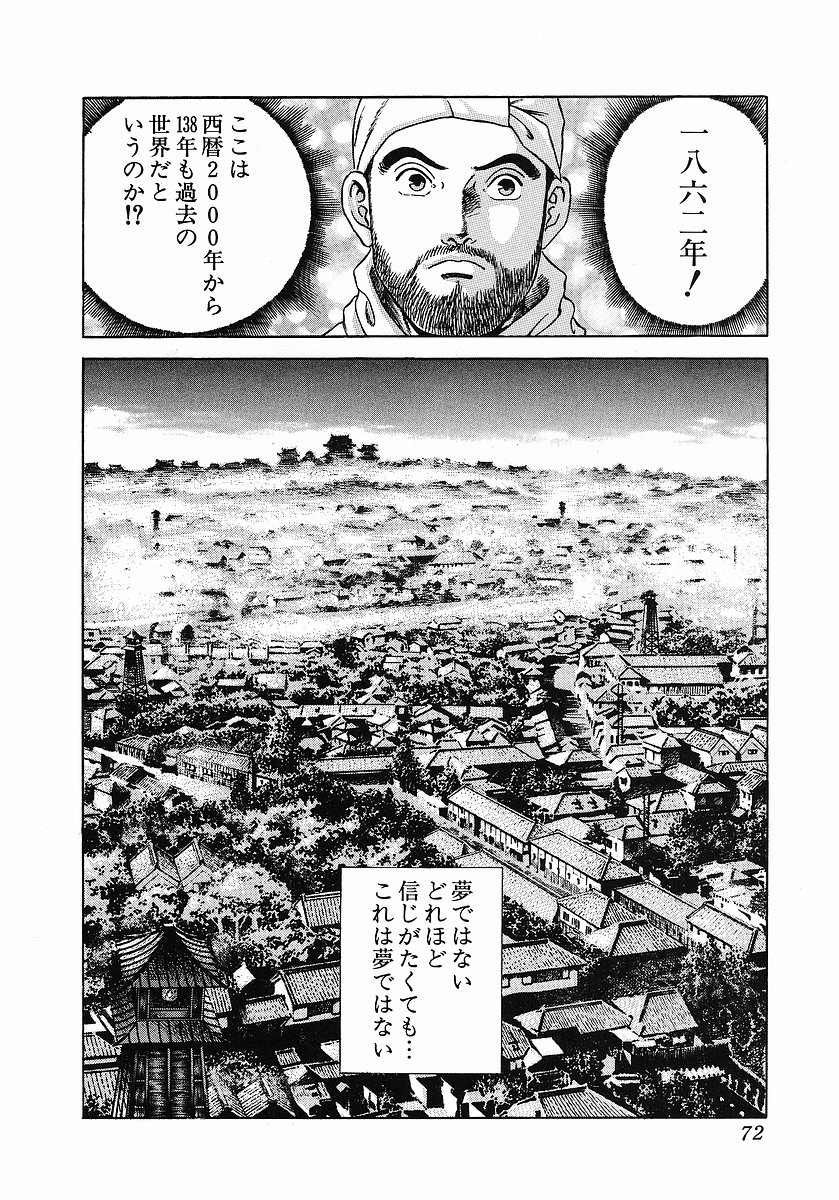 一八六二年！
ここは
西暦２０００年から
138年も過去の
世界だと
いうのか!?
夢ではない
どれほど
信じがたくても…
これは夢ではない
72